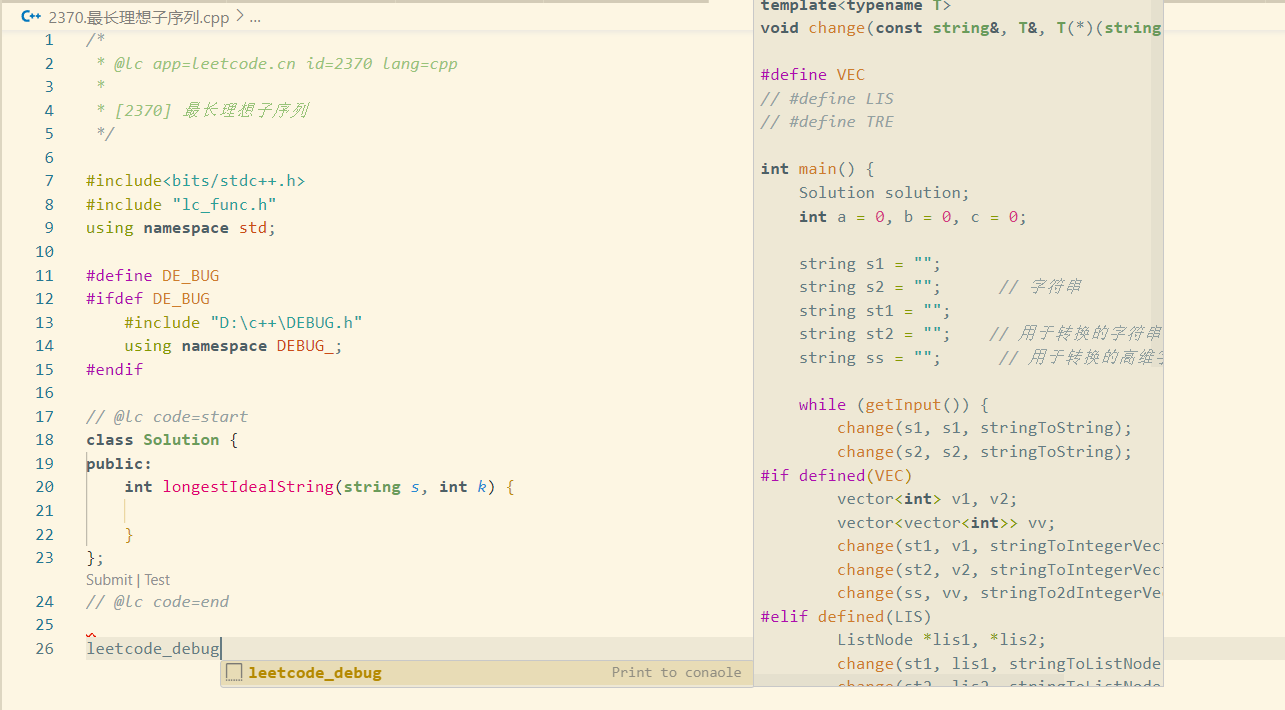 2370.最长理想子序列.cpp > ...
1 /*
2 * @lc app=leetcode.cn id=2370 lang=cpp
3 *
4 * [2370] 最长理想子序列
5 */
6
7 #include<bits/stdc++.h>
8 #include "lc_func.h"
9 using namespace std;
10
11 #define DE_BUG
12 #ifdef DE_BUG
13 #include "D:\c++\DEBUG.h"
14 using namespace DEBUG_;
15 #endif
16
17 // @lc code=start
18 class Solution {
19 public:
20 int longestIdealString(string s, int k) {
21
22 }
23 };
Submit | Test
24 // @lc code=end
25
26 leetcode_debug
leetcode_debug Print to conaole
template<typename T>
void change(const string&, T&, T(*)(string
#define VEC
// #define LIS
// #define TRE
int main() {
Solution solution;
int a = 0, b = 0, c = 0;
string s1 = "";
string s2 = ""; // 字符串
string st1 = "";
string st2 = ""; // 用于转换的字符串
string ss = ""; // 用于转换的高维
while (getInput()) {
change(s1, s1, stringToString);
change(s2, s2, stringToString);
#if defined(VEC)
vector<int> v1, v2;
vector<vector<int>> vv;
change(st1, v1, stringToIntegerVec
change(st2, v2, stringToIntegerVec
change(ss, vv, stringTo2dIntegerVe
#elif defined(LIS)
ListNode *lis1, *lis2;
change(st1, lis1, stringToListNode
change(st2, lis2, stringToListNode